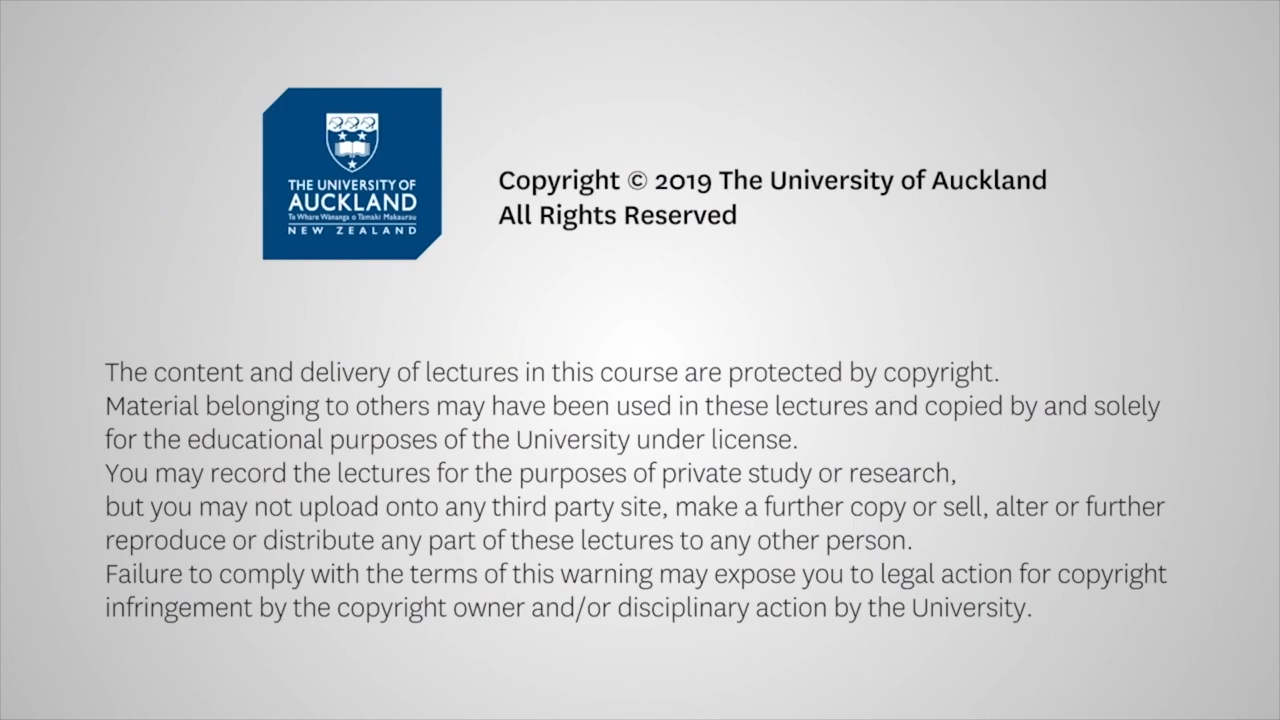 THE UNIVERSITY OF
AUCKLAND
Te Whare Wānanga o Tāmaki Makaurau
NEW ZEALAND
Copyright © 2019 The University of Auckland
All Rights Reserved
The content and delivery of lectures in this course are protected by copyright.
Material belonging to others may have been used in these lectures and copied by and solely
for the educational purposes of the University under license.
You may record the lectures for the purposes of private study or research,
but you may not upload onto any third party site, make a further copy or sell, alter or further
reproduce or distribute any part of these lectures to any other person.
Failure to comply with the terms of this warning may expose you to legal action for copyright
infringement by the copyright owner and/or disciplinary action by the University.